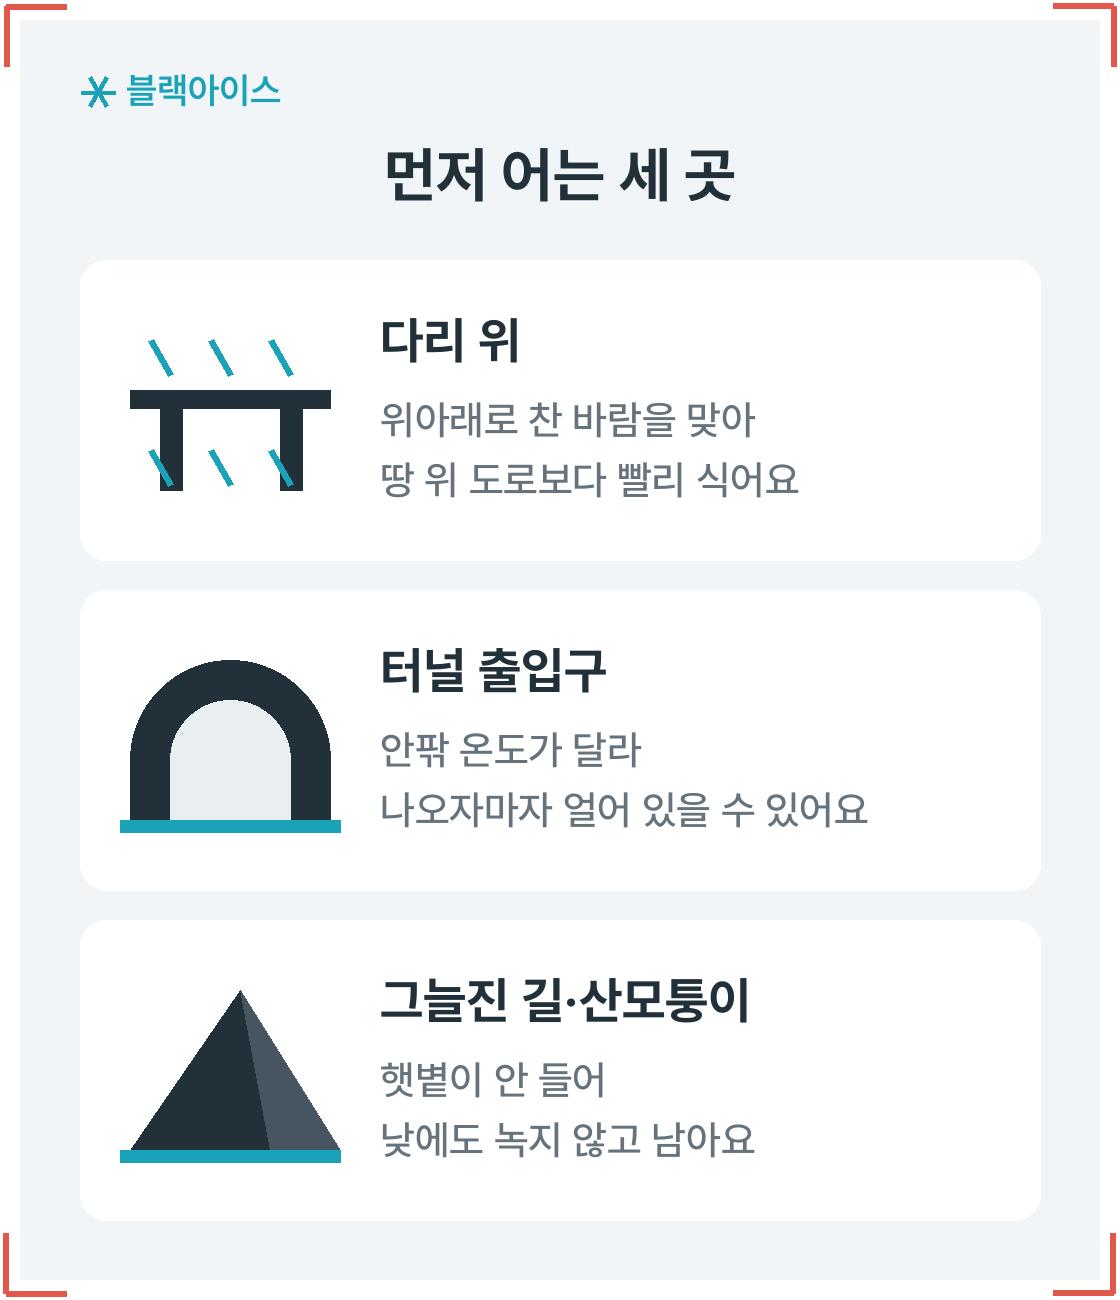 블랙아이스
먼저 어는 세 곳
다리 위
위아래로 찬 바람을 맞아
땅 위 도로보다 빨리 식어요
터널 출입구
안팎 온도가 달라
나오자마자 얼어 있을 수 있어요
그늘진 길·산모퉁이
햇볕이 안 들어
낮에도 녹지 않고 남아요